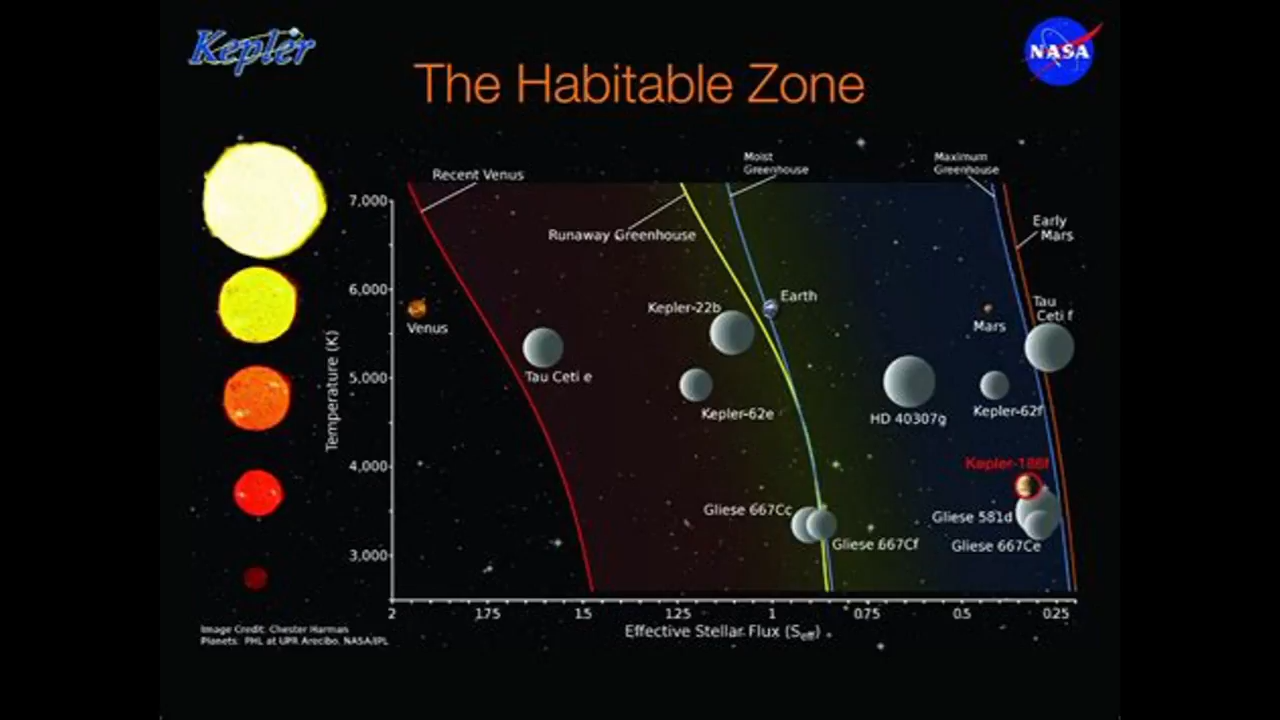 Kepler
NASA
The Habitable Zone
Recent Venus
Moist
Greenhouse
Maximum
Greenhouse
Runaway Greenhouse
Early
Mars
7,000
6,000
5,000
4,000
3,000
Temperature (K)
Venus
Tau Ceti e
Kepler-22b
Earth
Kepler-62e
Mars
Tau
Ceti f
HD 40307g
Kepler-62f
Kepler-186f
Gliese 667Cc
Gliese 667Cf
Gliese 581d
Gliese 667Ce
2
1.75
1.5
1.25
1
0.75
0.5
0.25
Effective Stellar Flux (Seff)
Image Credit: Chester Harman
Planets: PHL at UPR Arecibo, NASA/JPL